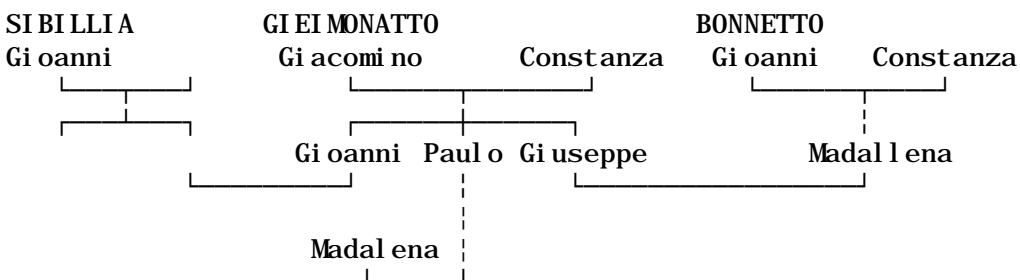 SIBILLIA GIEIMONATTO BONNETTO
Gioanni Giacomino Constanza Gioanni Constanza
Gioanni Paulo Giuseppe Madallena
Madalena